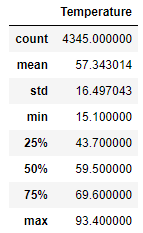 Temperature
count 4345.000000
mean 57.343014
std 16.497043
min 15.100000
25% 43.700000
50% 59.500000
75% 69.600000
max 93.400000